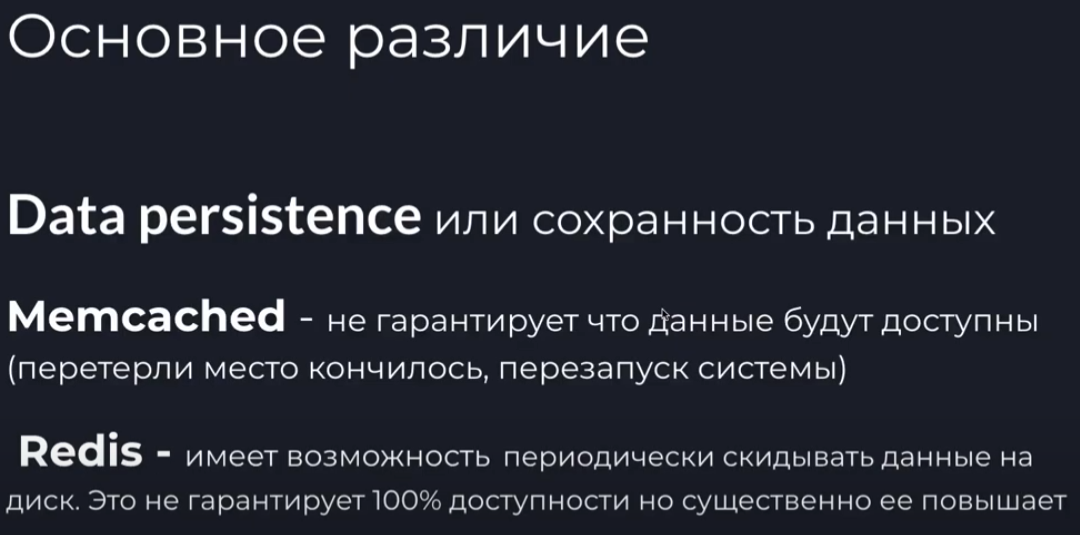 Основное различие
Data persistence или сохранность данных
Memcached - не гарантирует что данные будут доступны
(перетерли место кончилось, перезапуск системы)
Redis - имеет возможность периодически скидывать данные на
диск. Это не гарантирует 100% доступности но существенно ее повышает